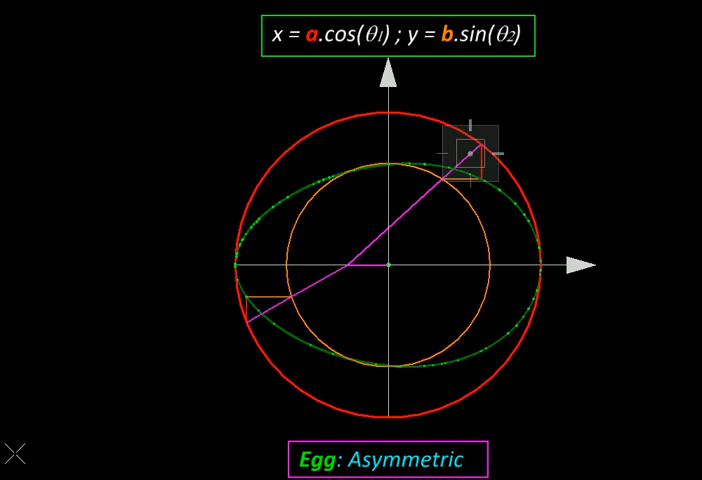 x = a.cos(θ1) ; y = b.sin(θ2)
Egg: Asymmetric